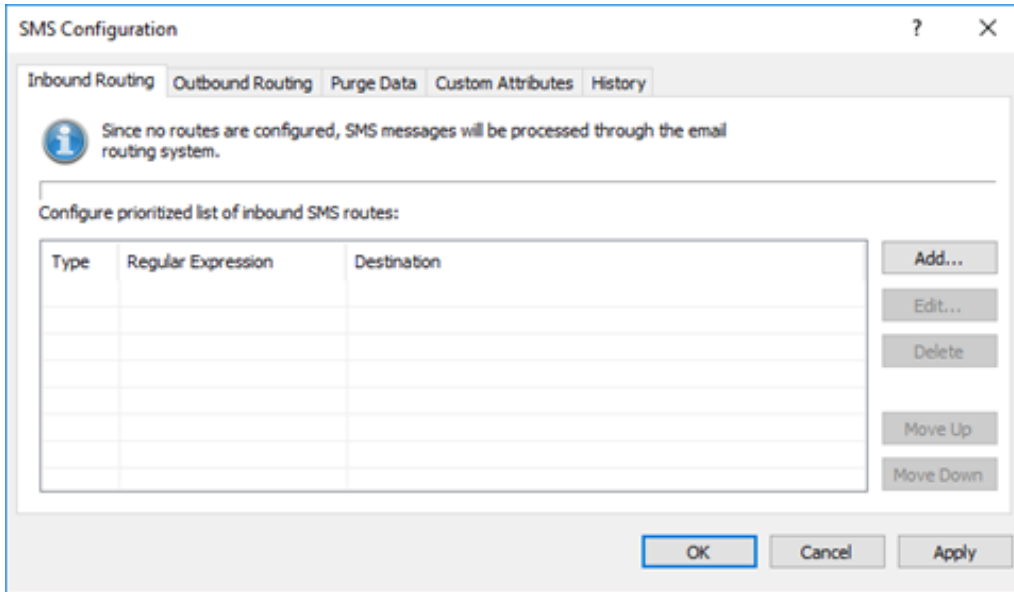 SMS Configuration
?
Inbound Routing Outbound Routing Purge Data Custom Attributes History
Since no routes are configured, SMS messages will be processed through the email
routing system.
Configure prioritized list of inbound SMS routes:
Type Regular Expression Destination
Add...
Edit...
Delete
Move Up
Move Down
OK Cancel Apply